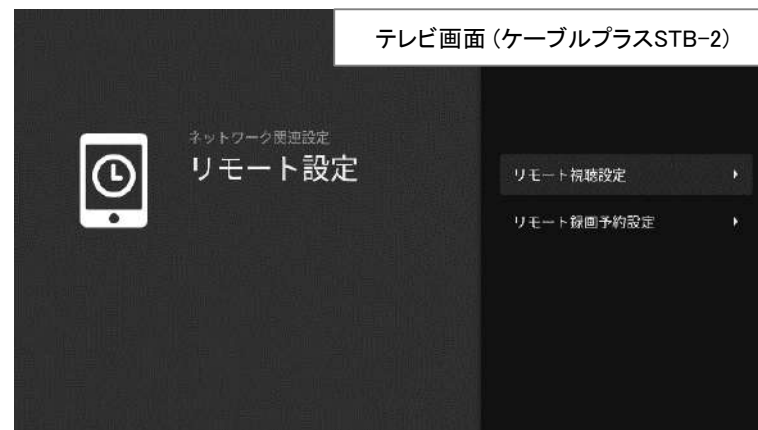 テレビ画面 (ケーブルプラスSTB-2)
ネットワーク関連設定
リモート設定
リモート視聴設定
リモート録画予約設定